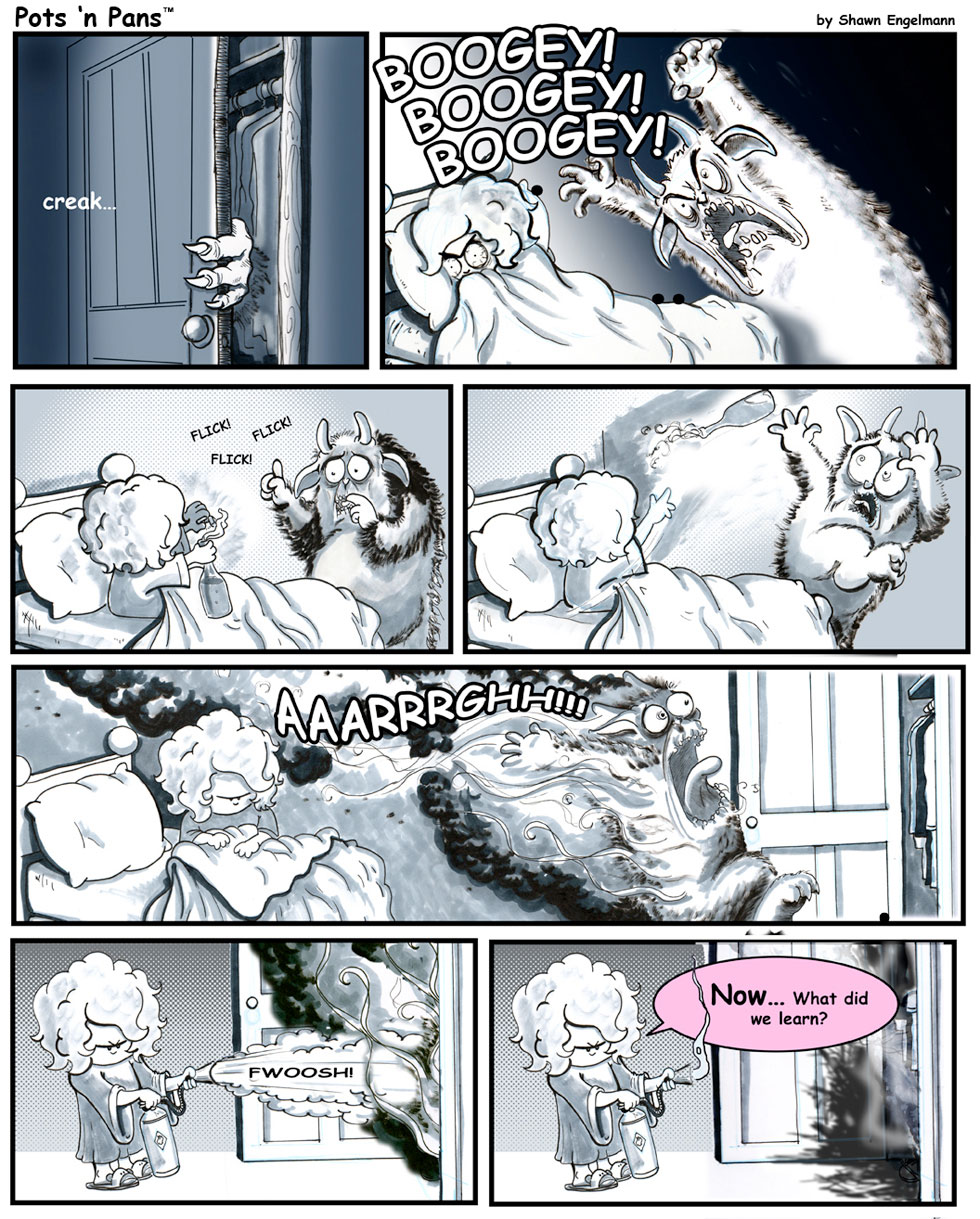 Pots 'n Pans™
by Shawn Engelmann
creak...
BOOGEY!
BOOGEY!
BOOGEY!
FLICK!
FLICK!
FLICK!
AAARRRGHH!!!
FWOOSH!
Now... What did
we learn?